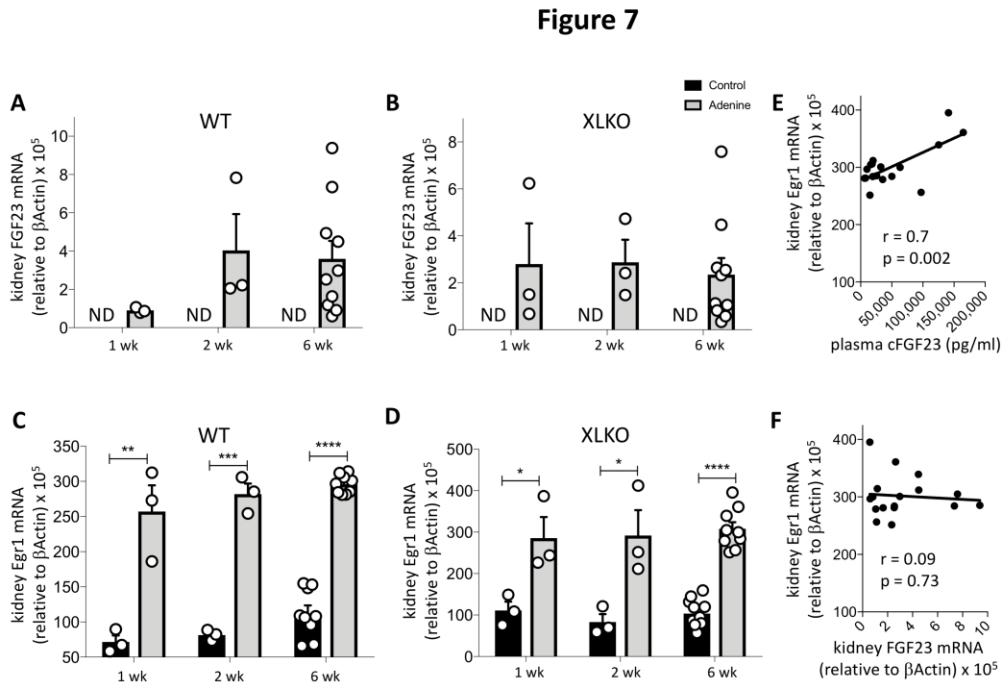 Figure 7
A
WT
kidney FGF23 mRNA
(relative to βActin) x 10⁵
10
8
6
4
2
0
ND
ND
ND
1 wk
2 wk
6 wk
B
XLKO
Control
Adenine
kidney FGF23 mRNA
(relative to βActin) x 10⁵
8
6
4
2
0
ND
ND
ND
1 wk
2 wk
6 wk
E
kidney Egr1 mRNA
(relative to βActin) x 10⁵
400
300
200
100
r = 0.7
p = 0.002
0
50,000
100,000
150,000
200,000
plasma cFGF23 (pg/ml)
C
WT
kidney Egr1 mRNA
(relative to βActin) x 10⁵
350
300
250
200
150
100
50
**
***
****
1 wk
2 wk
6 wk
D
XLKO
kidney Egr1 mRNA
(relative to βActin) x 10⁵
500
400
300
200
100
0
*
*
****
1 wk
2 wk
6 wk
F
kidney Egr1 mRNA
(relative to βActin) x 10⁵
400
300
200
100
r = 0.09
p = 0.73
0
2
4
6
8
10
kidney FGF23 mRNA
(relative to βActin) x 10⁵